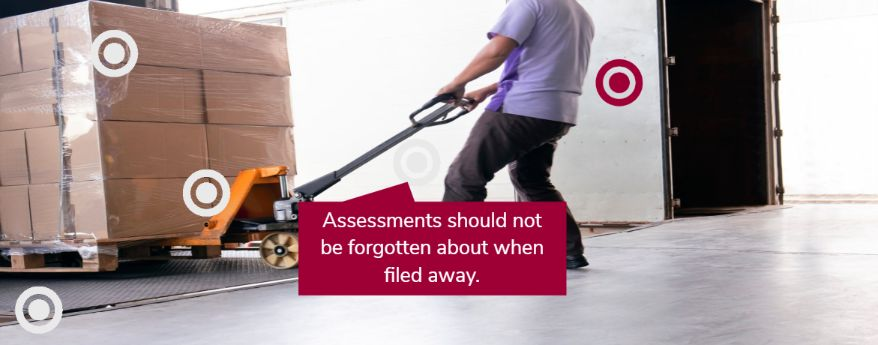 Assessments should not
be forgotten about when
filed away.